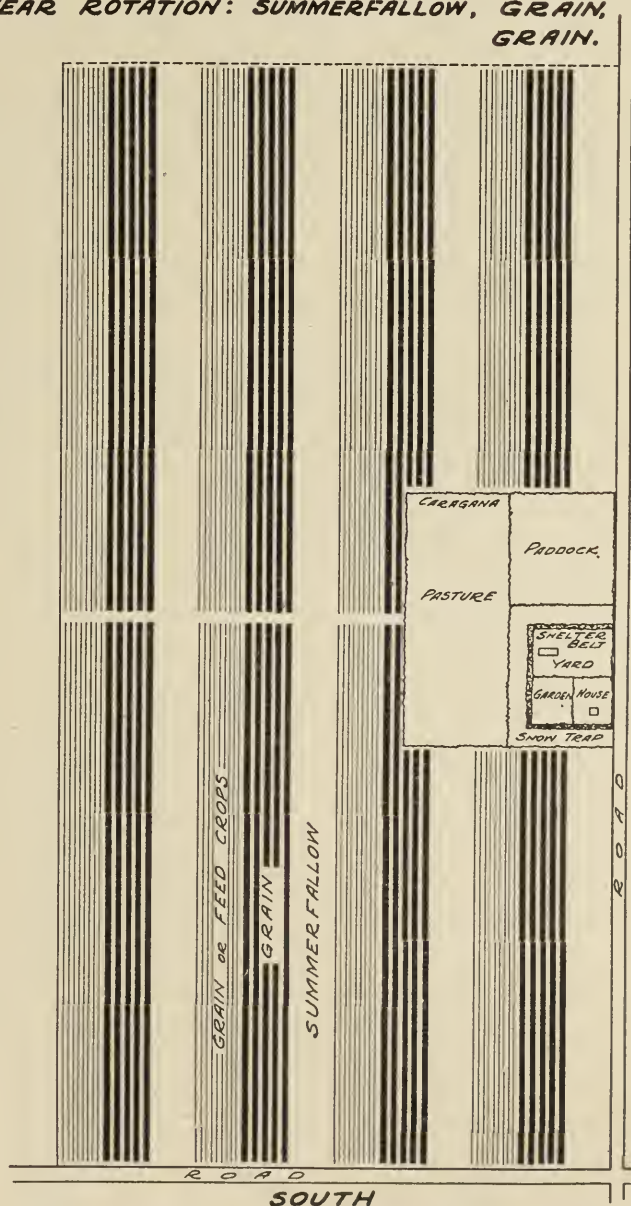 EAR ROTATION: SUMMERFALLOW, GRAIN,
GRAIN.
CARAGANA
PADDOCK
PASTURE
SHELTER
BELT
YARD
GARDEN HOUSE
SNOW TRAP
ROAD
GRAIN OR FEED CROPS
GRAIN
SUMMERFALLOW
ROAD
SOUTH